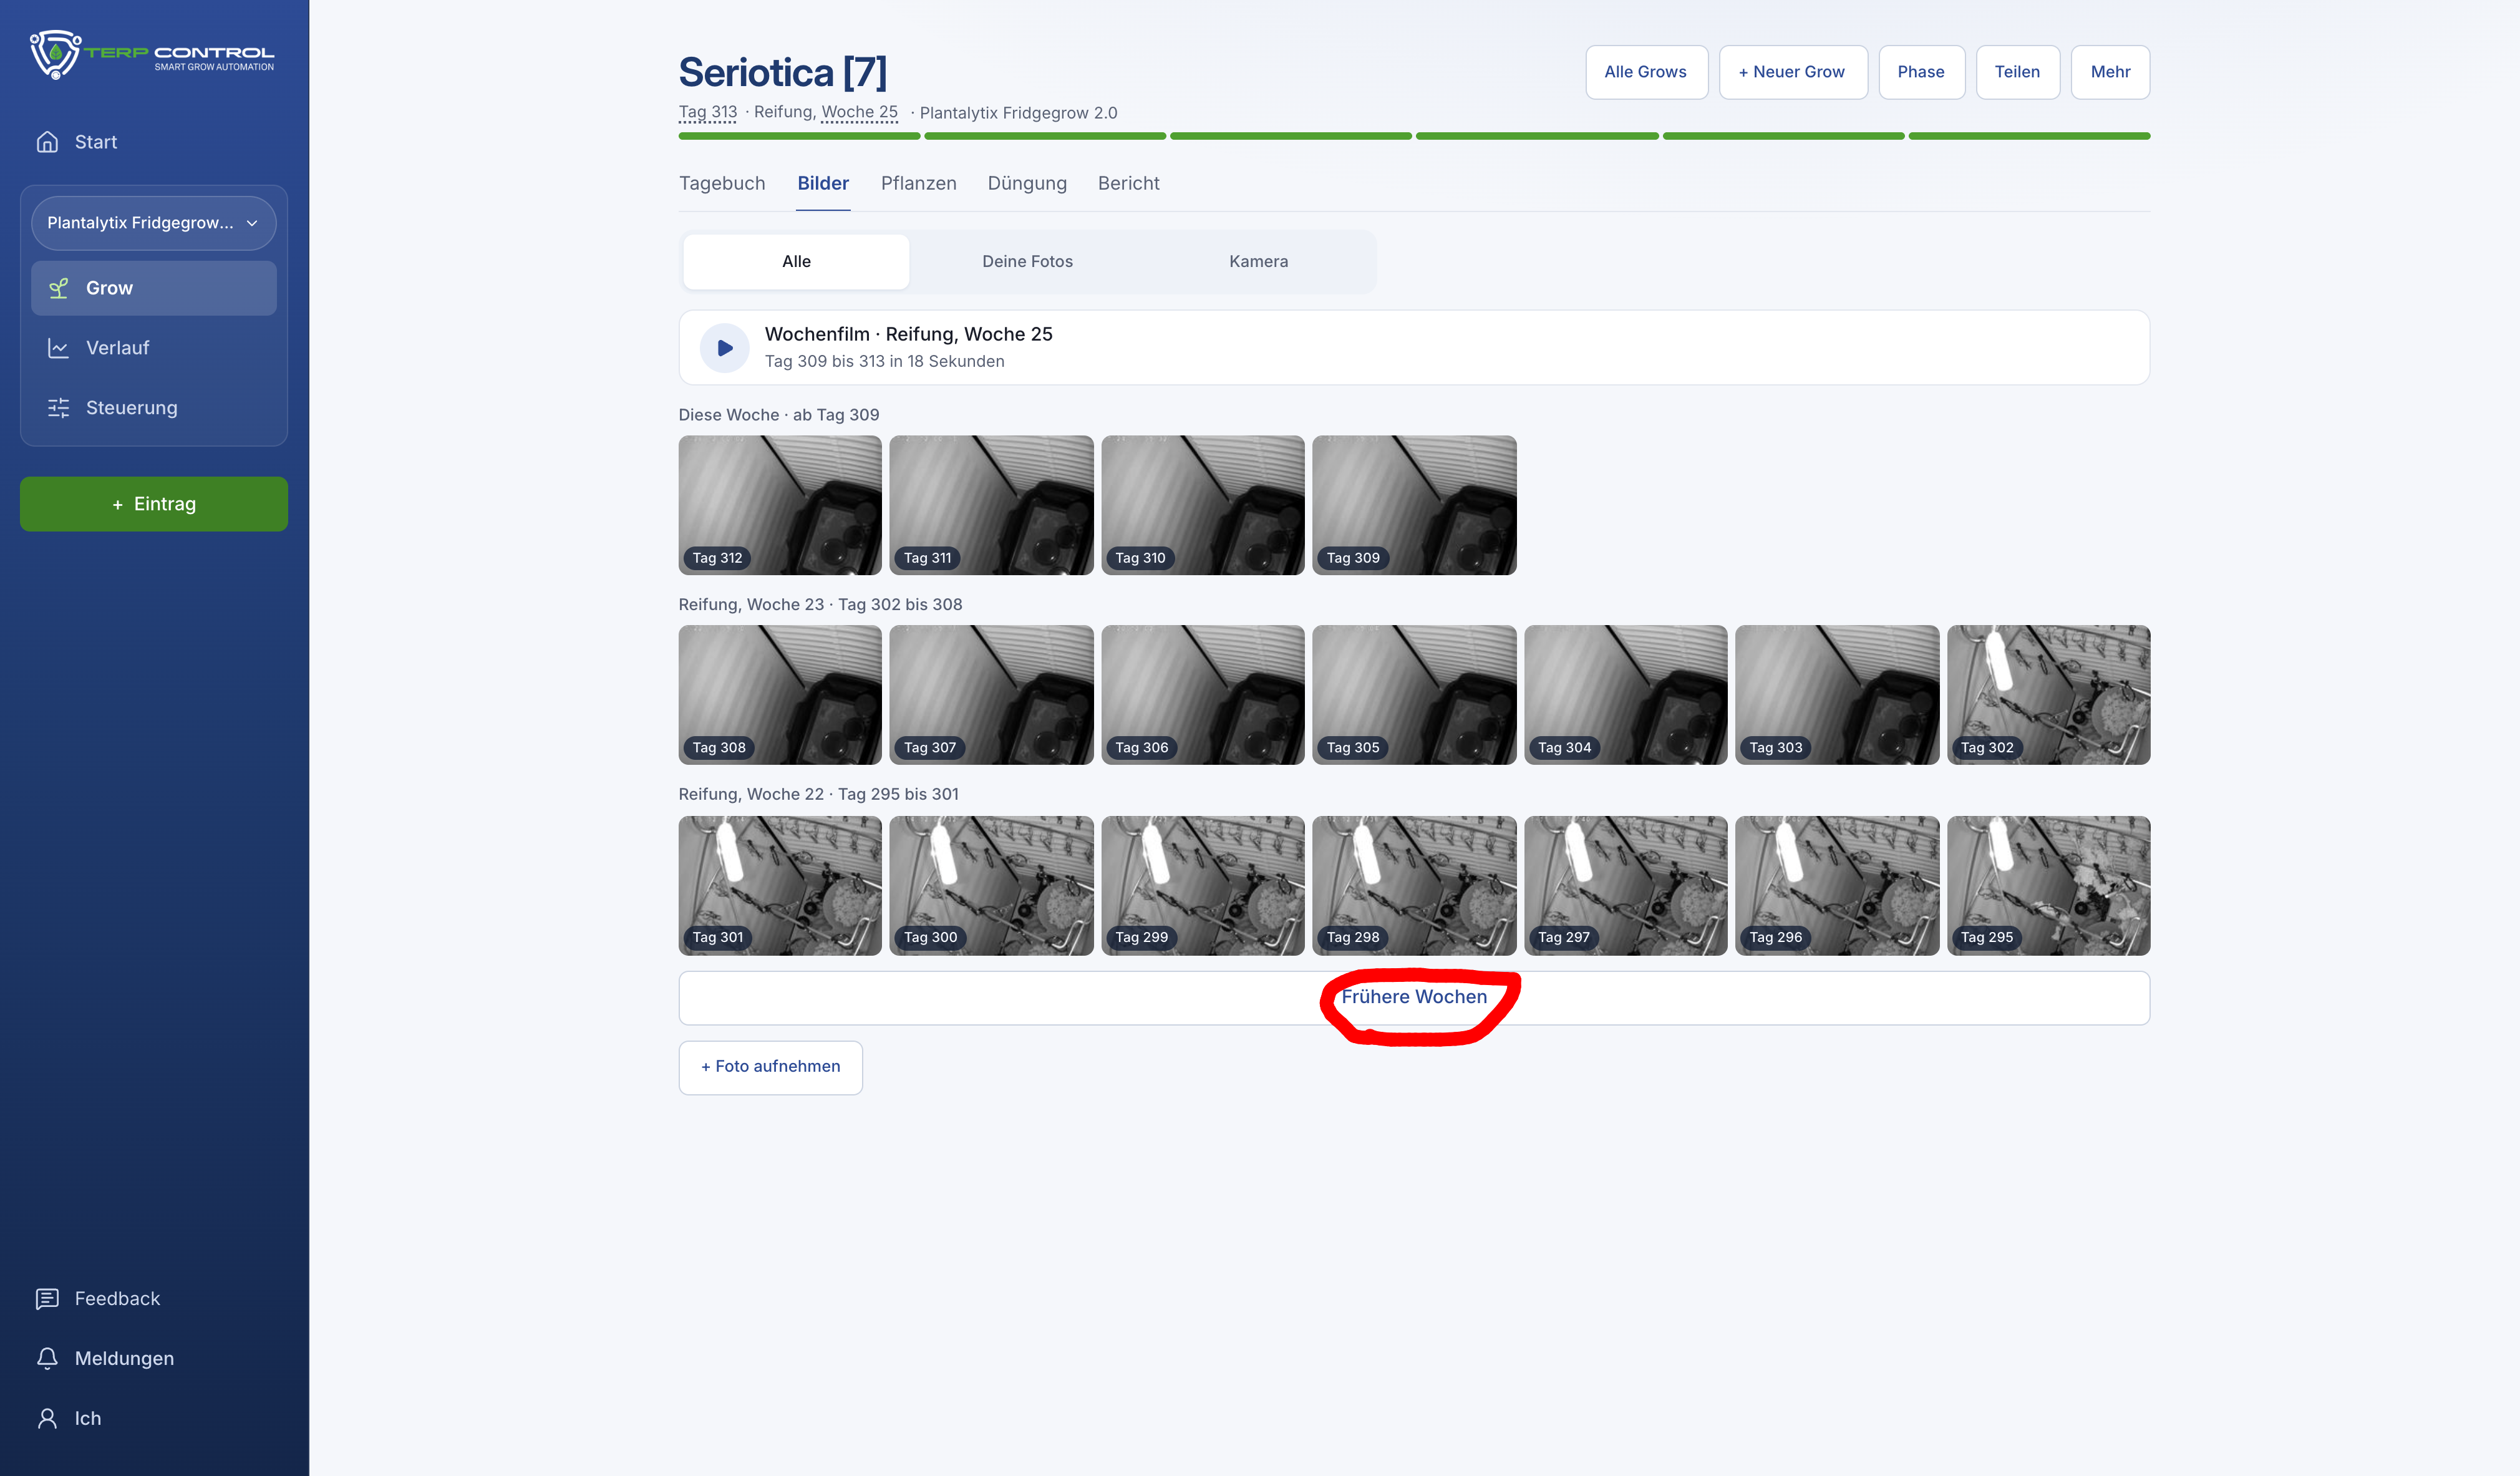 TERP CONTROL
SMART GROW AUTOMATION
Start
Plantalytix Fridgegrow...
Grow
Verlauf
Steuerung
+ Eintrag
Feedback
Meldungen
Ich
Seriotica [7]
Alle Grows
+ Neuer Grow
Phase
Teilen
Mehr
Tag 313 · Reifung, Woche 25 · Plantalytix Fridgegrow 2.0
Tagebuch Bilder Pflanzen Düngung Bericht
Alle Deine Fotos Kamera
Wochenfilm · Reifung, Woche 25
Tag 309 bis 313 in 18 Sekunden
Diese Woche · ab Tag 309
Tag 312 Tag 311 Tag 310 Tag 309
Reifung, Woche 23 · Tag 302 bis 308
Tag 308 Tag 307 Tag 306 Tag 305 Tag 304 Tag 303 Tag 302
Reifung, Woche 22 · Tag 295 bis 301
Tag 301 Tag 300 Tag 299 Tag 298 Tag 297 Tag 296 Tag 295
Frühere Wochen
+ Foto aufnehmen